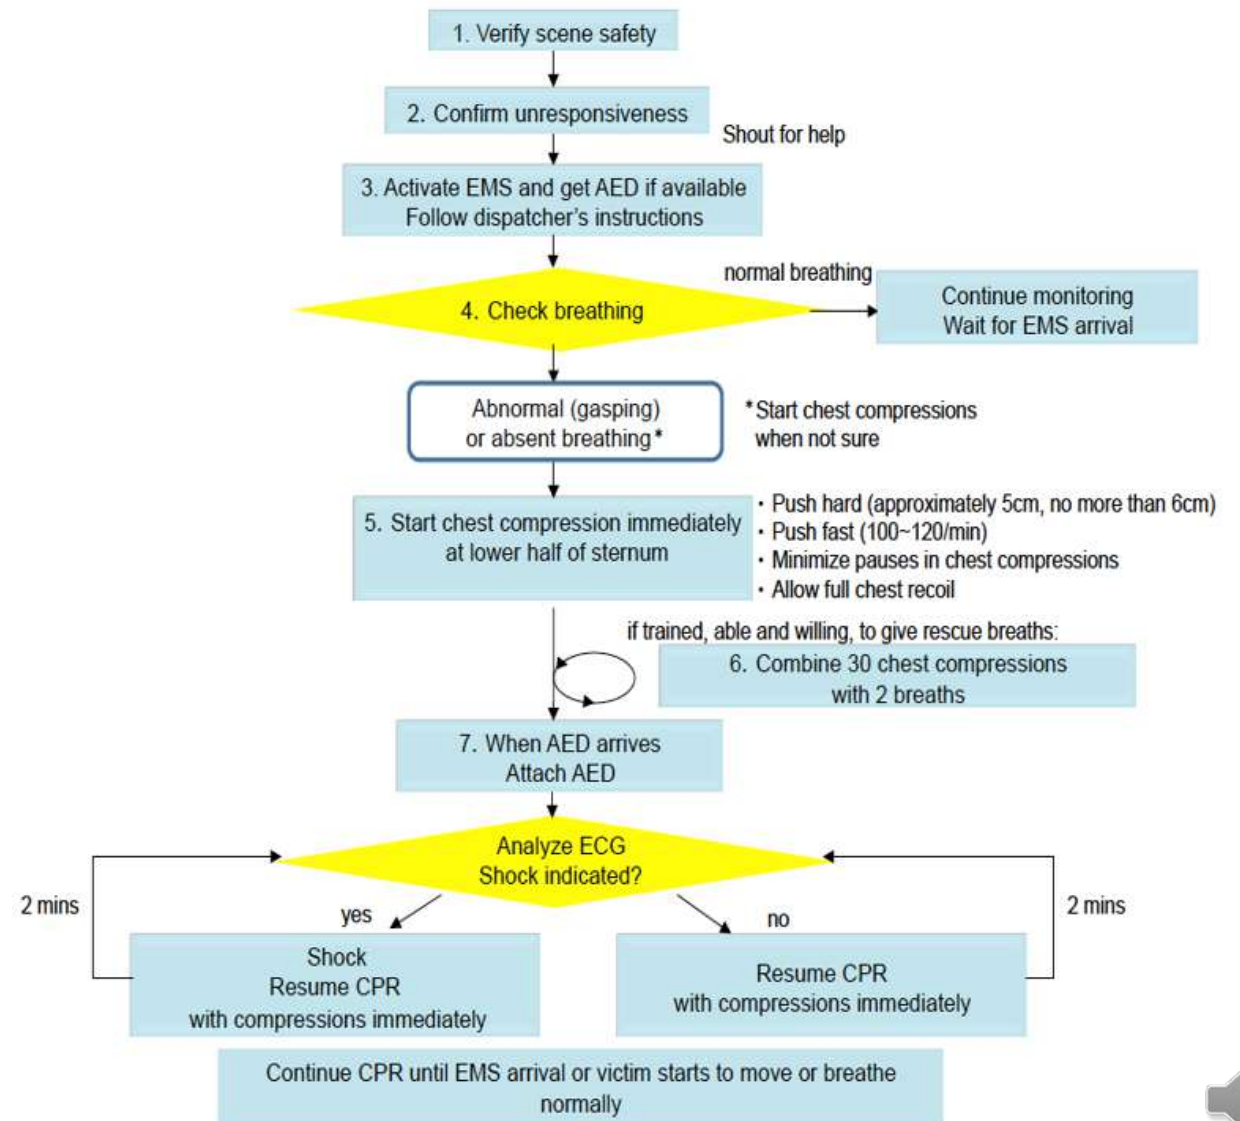 1. Verify scene safety
2. Confirm unresponsiveness
Shout for help
3. Activate EMS and get AED if available
Follow dispatcher's instructions
normal breathing
4. Check breathing
Continue monitoring
Wait for EMS arrival
Abnormal (gasping)
or absent breathing*
*Start chest compressions
when not sure
5. Start chest compression immediately
at lower half of sternum
・Push hard (approximately 5cm, no more than 6cm)
・Push fast (100~120/min)
・Minimize pauses in chest compressions
・Allow full chest recoil
if trained, able and willing, to give rescue breaths:
6. Combine 30 chest compressions
with 2 breaths
7. When AED arrives
Attach AED
Analyze ECG
Shock indicated?
2 mins
yes
no
2 mins
Shock
Resume CPR
with compressions immediately
Resume CPR
with compressions immediately
Continue CPR until EMS arrival or victim starts to move or breathe
normally